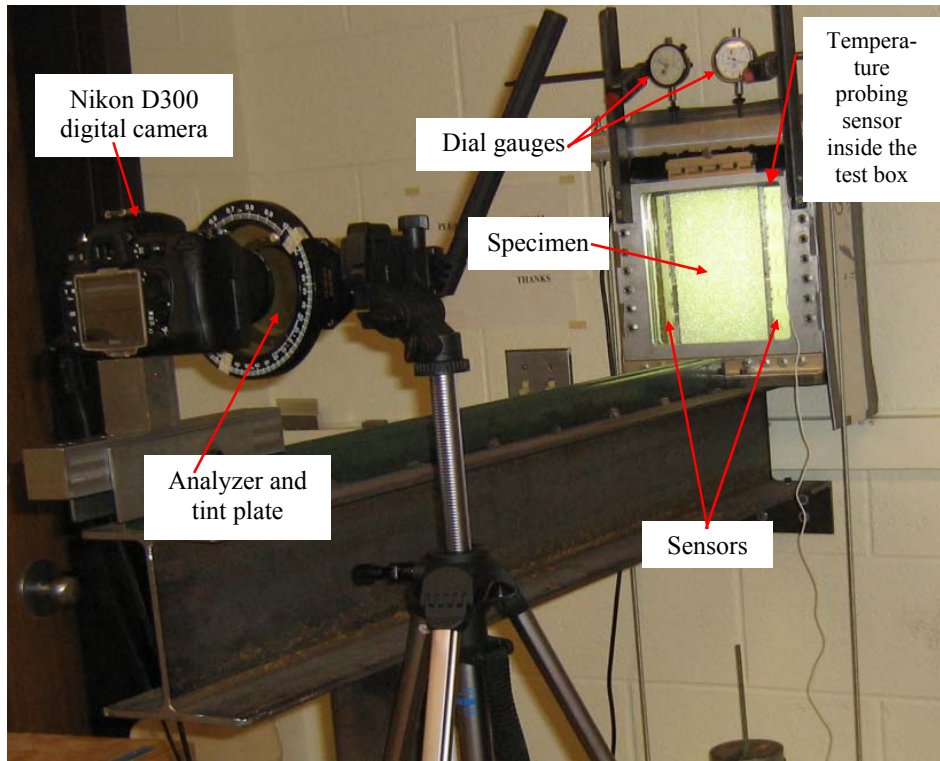 Nikon D300
digital camera
Dial gauges
Tempera-
ture
probing
sensor
inside the
test box
Specimen
THANKS
Analyzer and
tint plate
Sensors